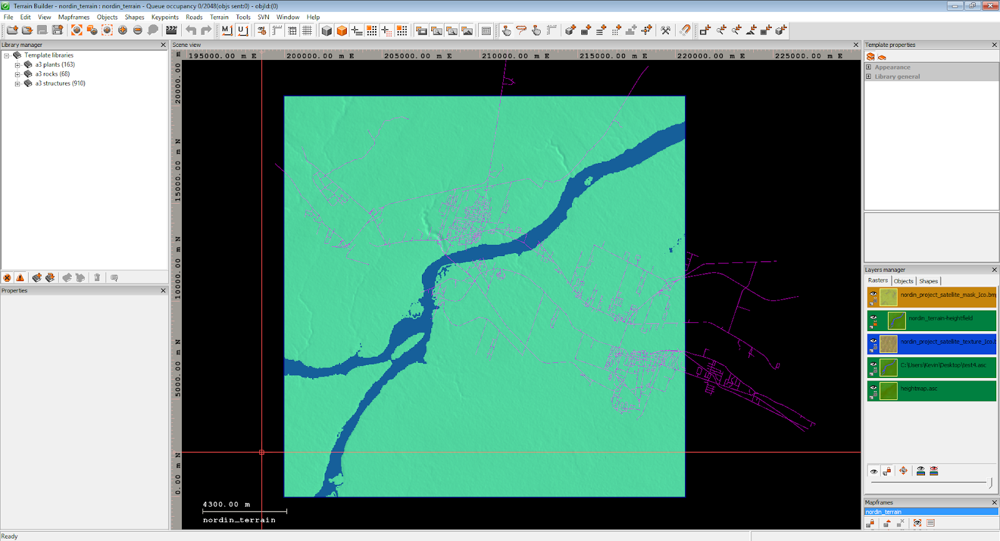 Terrain Builder - nordin_terrain : nordin_terrain - Queue occupancy 0/2048(objs sent:0) - objId:(0)
File Edit View Mapframes Objects Shapes Keypoints Roads Terrain Tools SVN Window Help
Library manager
Template libraries
a3 plants (163)
a3 rocks (68)
a3 structures (910)
Properties
Scene view
195000.00 m E 200000.00 m E 205000.00 m E 210000.00 m E 215000.00 m E 220000.00 m E 225000.00 m E
20000.00 m
15000.00 m N
10000.00 m N
5000.00 m N
0.00 m N
4300.00 m
nordin_terrain
Template properties
Appearance
Library general
Layers manager
Rasters Objects Shapes
nordin_project_satellite_mask_lco.bm
nordin_terrain-heightfield
nordin_project_satellite_texture_lco.b
C:\Users\Kevin\Desktop\test4.asc
heightmap.asc
Mapframes
nordin_terrain
Ready